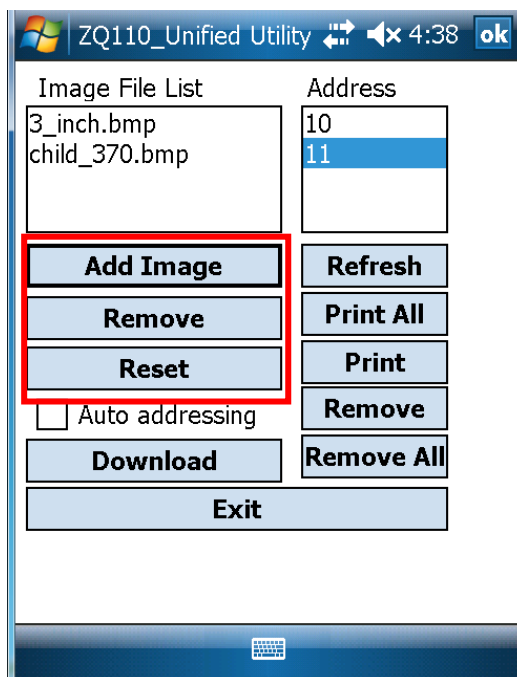 ZQ110_Unified Utility 4:38 ok
Image File List Address
3_inch.bmp 10
child_370.bmp 11
Add Image Refresh
Remove Print All
Reset Print
Auto addressing Remove
Download Remove All
Exit